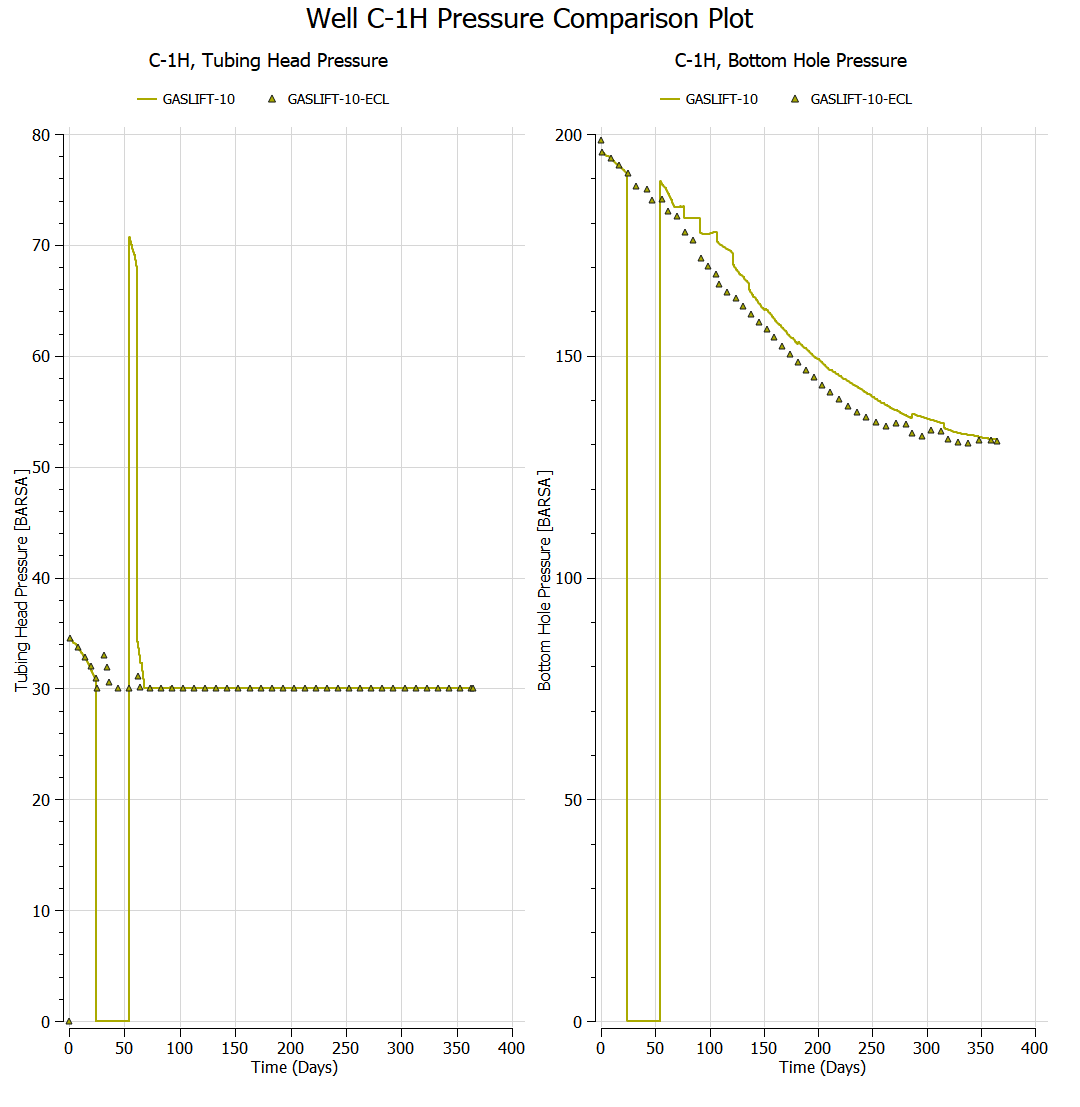 Well C-1H Pressure Comparison Plot
C-1H, Tubing Head Pressure
GASLIFT-10 GASLIFT-10-ECL
80
70
60
50
40
30
20
10
0
Tubing Head Pressure [BARSA]
0 50 100 150 200 250 300 350 400
Time (Days)
C-1H, Bottom Hole Pressure
GASLIFT-10 GASLIFT-10-ECL
200
150
100
50
0
Bottom Hole Pressure [BARSA]
0 50 100 150 200 250 300 350 400
Time (Days)